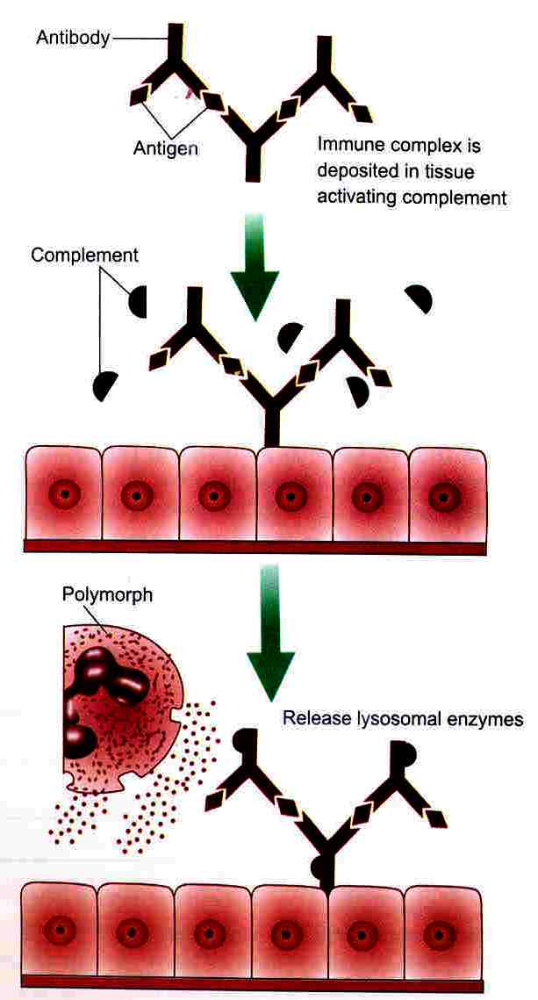 Antibody
Antigen
Immune complex is
deposited in tissue
activating complement
Complement
Polymorph
Release lysosomal enzymes